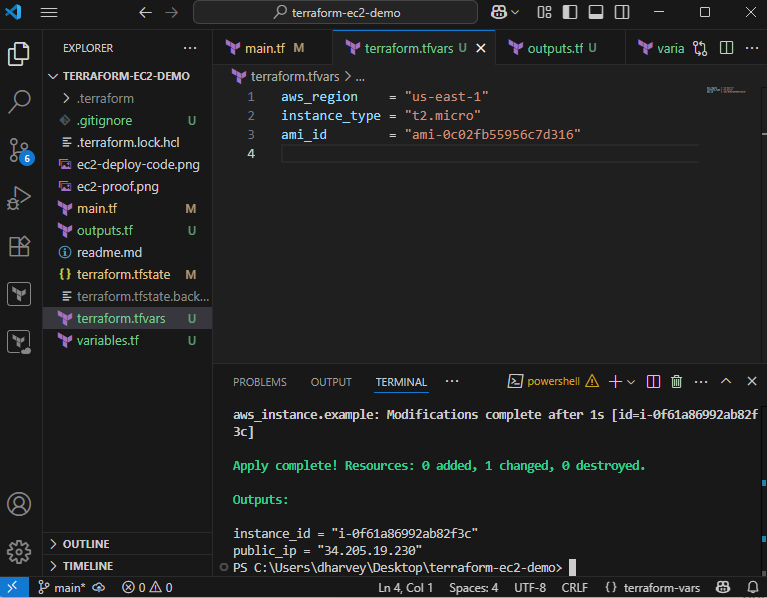 terraform-ec2-demo
EXPLORER
TERRAFORM-EC2-DEMO
.terraform
.gitignore U
.terraform.lock.hcl
ec2-deploy-code.png
ec2-proof.png
main.tf M
outputs.tf U
readme.md
{} terraform.tfstate M
terraform.tfstate.back...
terraform.tfvars U
variables.tf U
OUTLINE
TIMELINE
6
main.tf M
terraform.tfvars U
outputs.tf U
varia
terraform.tfvars > ...
1 aws_region    = "us-east-1"
2 instance_type = "t2.micro"
3 ami_id        = "ami-0c02fb55956c7d316"
4
PROBLEMS OUTPUT TERMINAL ... powershell
aws_instance.example: Modifications complete after 1s [id=i-0f61a86992ab82f
3c]
Apply complete! Resources: 0 added, 1 changed, 0 destroyed.
Outputs:
instance_id = "i-0f61a86992ab82f3c"
public_ip = "34.205.19.230"
PS C:\Users\dharvey\Desktop\terraform-ec2-demo>
main* 0 0 Ln 4, Col 1 Spaces: 4 UTF-8 CRLF {} terraform-vars